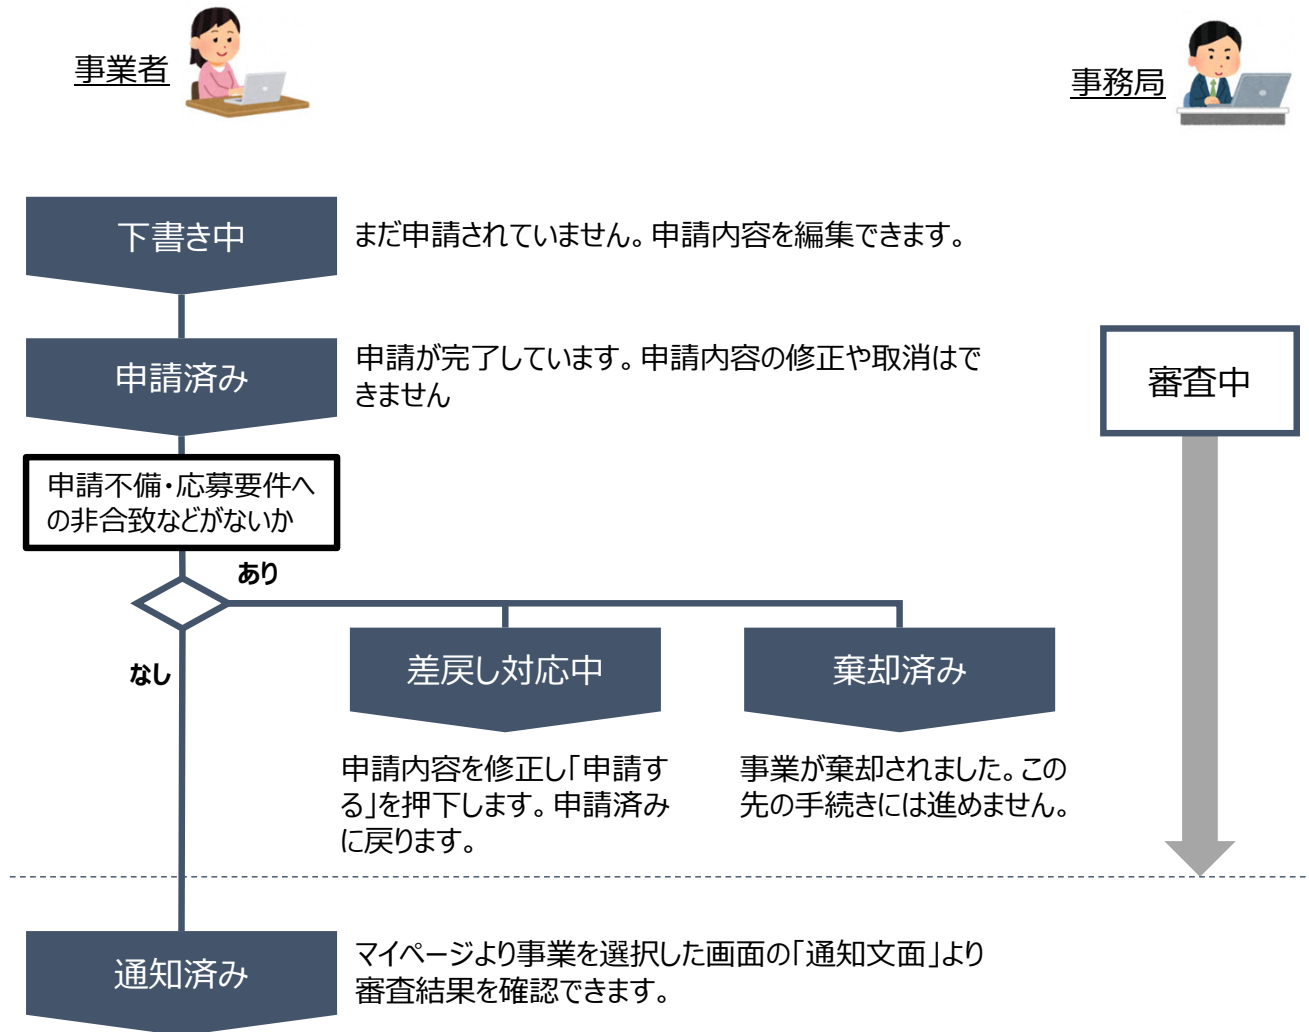 事業者
事務局
下書き中
まだ申請されていません。申請内容を編集できます。
申請済み
申請が完了しています。申請内容の修正や取消はで
きません
審査中
申請不備・応募要件へ
の非合致などがないか
あり
なし
差戻し対応中
棄却済み
申請内容を修正し「申請す
る」を押下します。申請済み
に戻ります。
事業が棄却されました。この
先の手続きには進めません。
通知済み
マイページより事業を選択した画面の「通知文面」より
審査結果を確認できます。